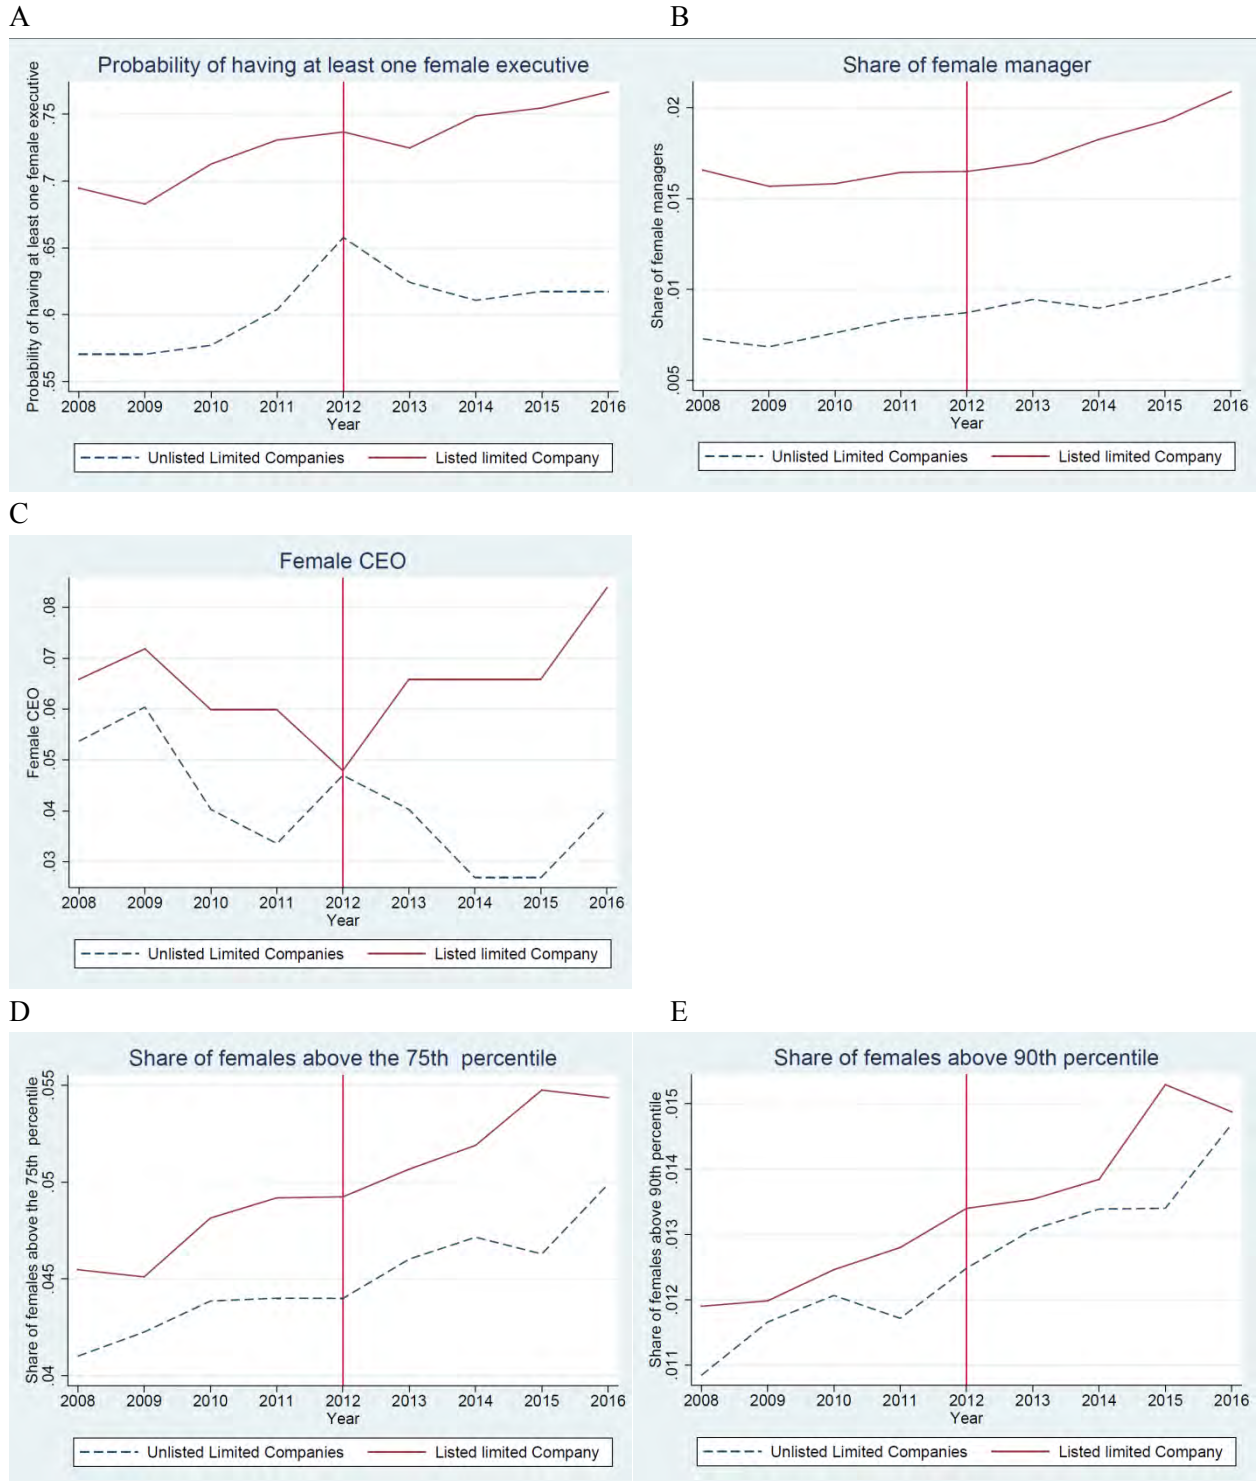 A
Probability of having at least one female executive
Probability of having at least one female executive
.75
.7
.65
.6
.55
2008 2009 2010 2011 2012 2013 2014 2015 2016
Year
Unlisted Limited Companies Listed limited Company
B
Share of female manager
Share of female managers
.02
.015
.01
.005
2008 2009 2010 2011 2012 2013 2014 2015 2016
Year
Unlisted Limited Companies Listed limited Company
C
Female CEO
Female CEO
.08
.07
.06
.05
.04
.03
2008 2009 2010 2011 2012 2013 2014 2015 2016
Year
Unlisted Limited Companies Listed limited Company
D
Share of females above the 75th percentile
Share of females above the 75th percentile
.055
.05
.045
.04
2008 2009 2010 2011 2012 2013 2014 2015 2016
Year
Unlisted Limited Companies Listed limited Company
E
Share of females above 90th percentile
Share of females above 90th percentile
.015
.014
.013
.012
.011
2008 2009 2010 2011 2012 2013 2014 2015 2016
Year
Unlisted Limited Companies Listed limited Company